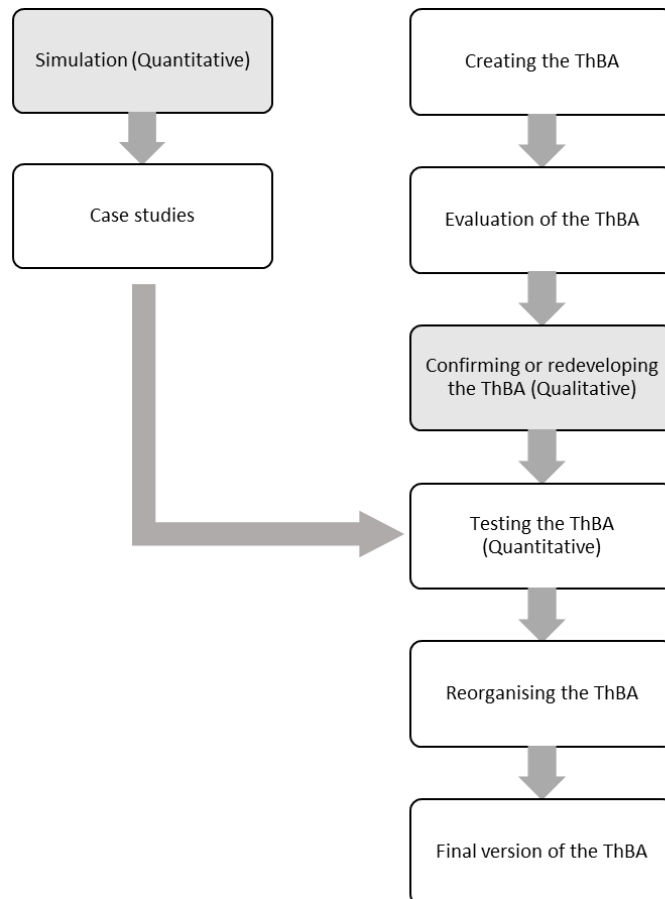 Simulation (Quantitative)
Case studies
Creating the ThBA
Evaluation of the ThBA
Confirming or redeveloping
the ThBA (Qualitative)
Testing the ThBA
(Quantitative)
Reorganising the ThBA
Final version of the ThBA